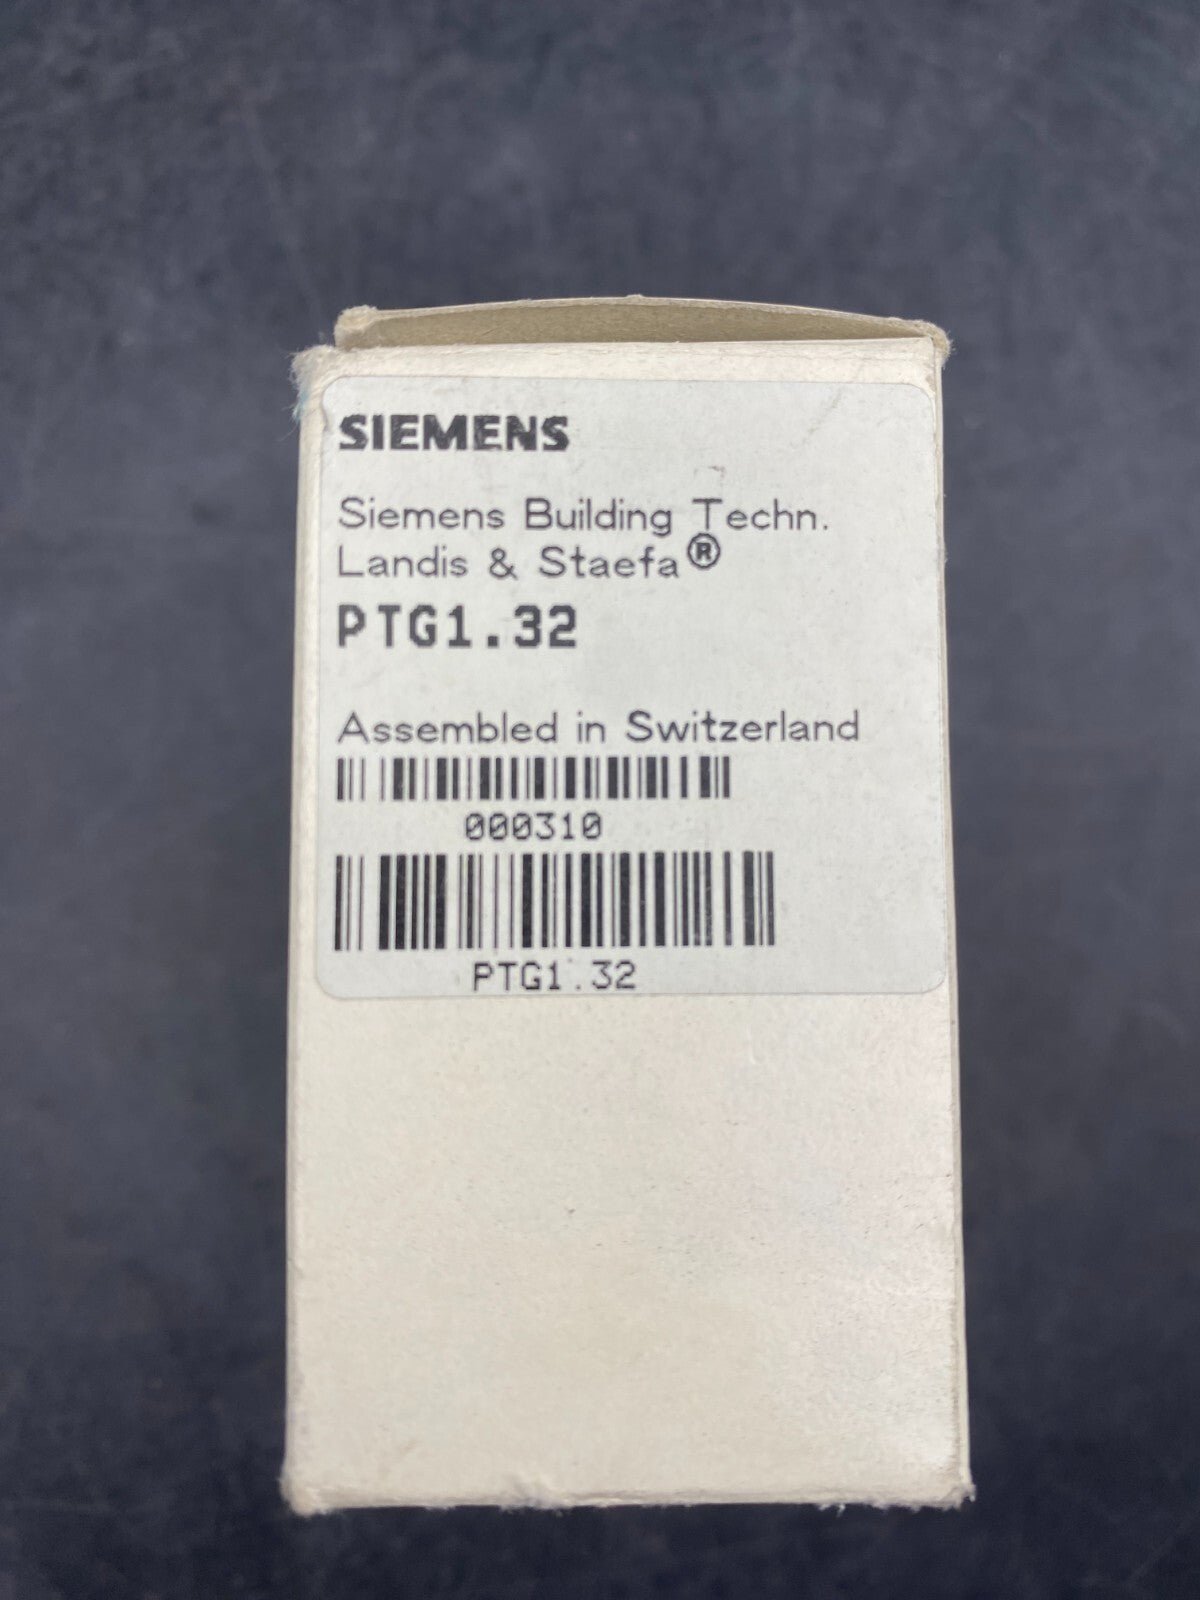 SIEMENS
Siemens Building Techn.
Landis & Staefa®
PTG1.32
Assembled in Switzerland
000310
PTG1.32